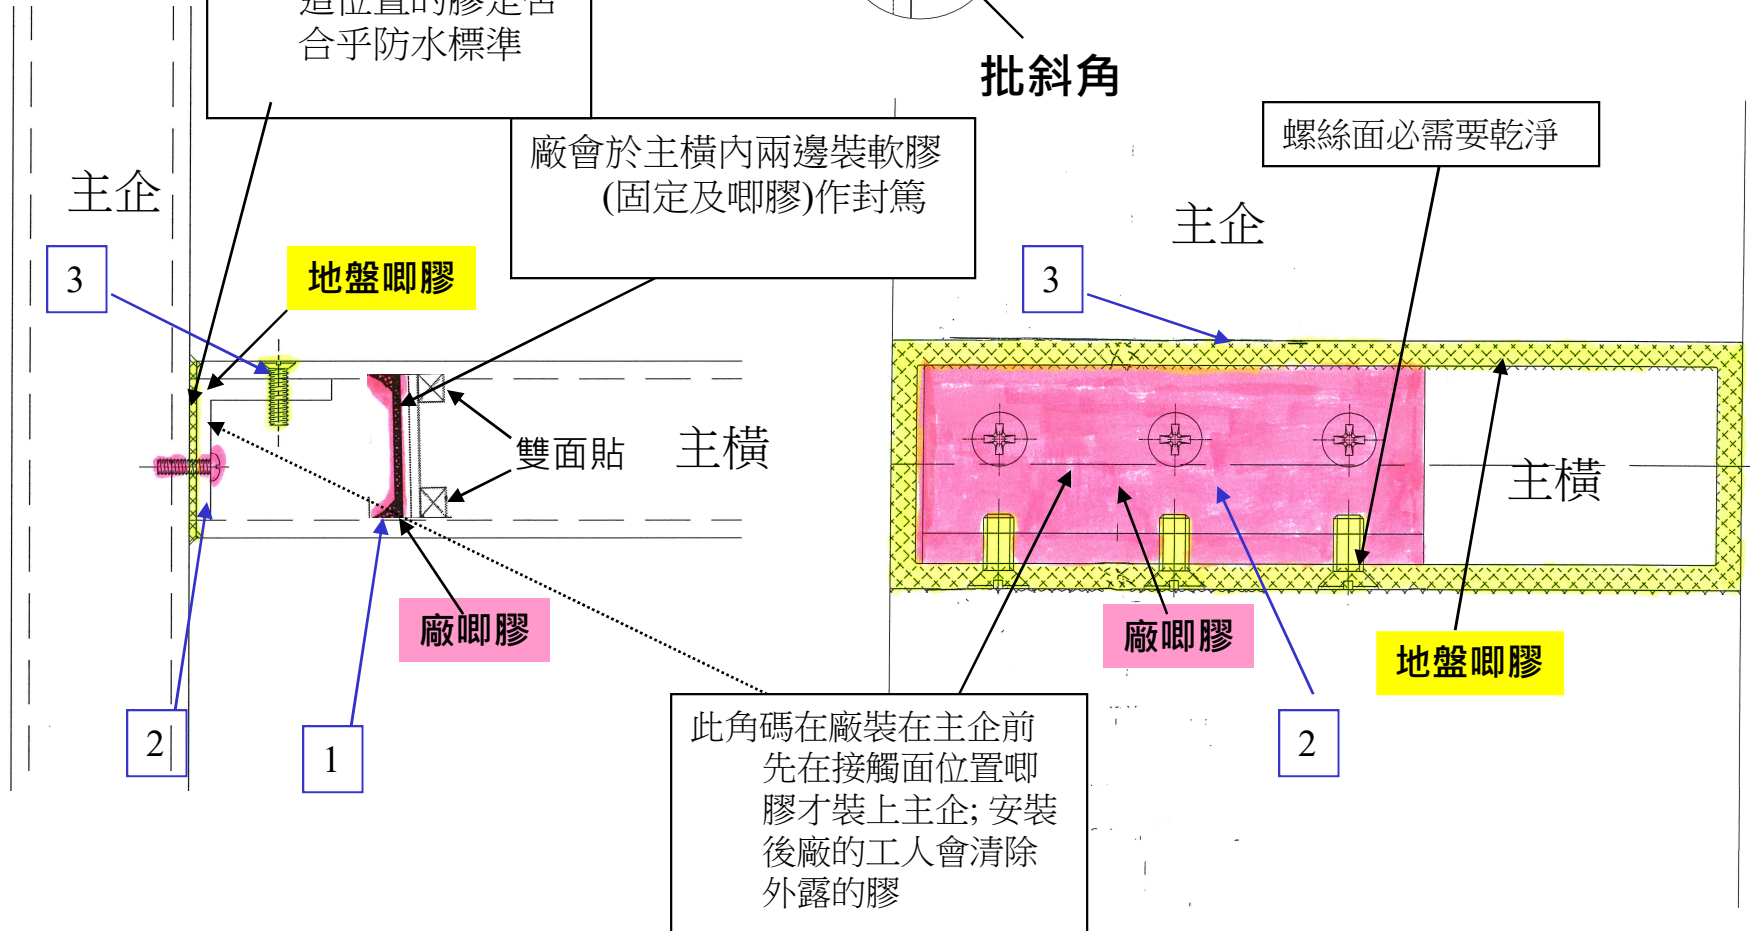 這位置的膠是否
合乎防水標準
批斜角
廠會於主橫內兩邊裝軟膠
(固定及唧膠)作封篤
螺絲面必需要乾淨
主企
主企
3
地盤唧膠
3
雙面貼
主橫
主橫
廠唧膠
廠唧膠
地盤唧膠
2
1
此角碼在廠裝在主企前
先在接觸面位置唧
膠才裝上主企; 安裝
後廠的工人會清除
外露的膠
2